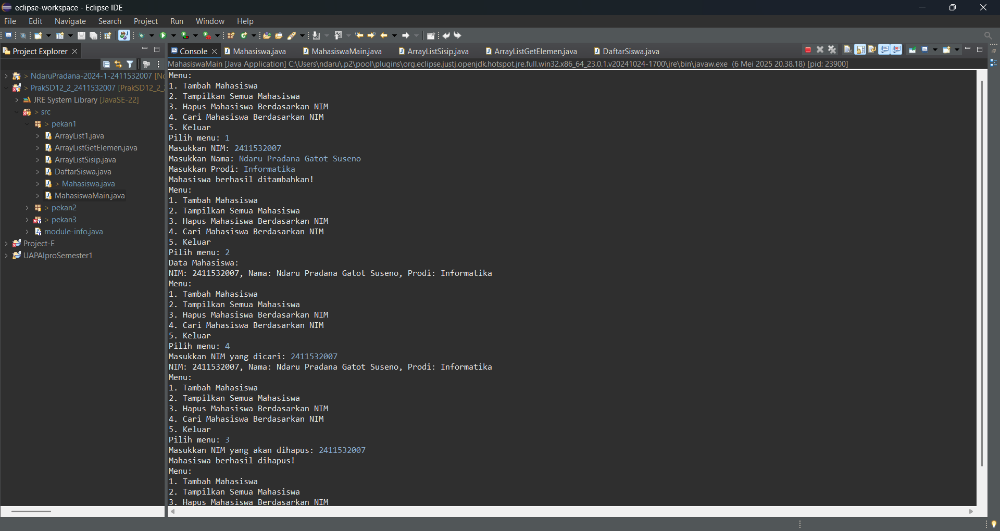 eclipse-workspace - Eclipse IDE
File Edit Navigate Search Project Run Window Help
Project Explorer
Console Mahasiswa.java MahasiswaMain.java ArrayListSisip.java ArrayListGetElemen.java DaftarSiswa.java
MahasiswaMain [Java Application] C:\Users\ndaru\.p2\pool\plugins\org.eclipse.justj.openjdk.hotspot.jre.full.win32.x86_64_23.0.1.v20241024-1700\jre\bin\javaw.exe (6 Mei 2025 20.38.18) [pid: 23900]
> NdaruPradana-2024-1-2411532007
> PrakSD12_2_2411532007 [PrakSD12_2_
JRE System Library [JavaSE-22]
> src
> pekan1
ArrayList1.java
ArrayListGetElemen.java
ArrayListSisip.java
DaftarSiswa.java
> Mahasiswa.java
MahasiswaMain.java
> pekan2
> pekan3
module-info.java
Project-E
UAPAlproSemester1
Menu:
1. Tambah Mahasiswa
2. Tampilkan Semua Mahasiswa
3. Hapus Mahasiswa Berdasarkan NIM
4. Cari Mahasiswa Berdasarkan NIM
5. Keluar
Pilih menu: 1
Masukkan NIM: 2411532007
Masukkan Nama: Ndaru Pradana Gatot Suseno
Masukkan Prodi: Informatika
Mahasiswa berhasil ditambahkan!
Menu:
1. Tambah Mahasiswa
2. Tampilkan Semua Mahasiswa
3. Hapus Mahasiswa Berdasarkan NIM
4. Cari Mahasiswa Berdasarkan NIM
5. Keluar
Pilih menu: 2
Data Mahasiswa:
NIM: 2411532007, Nama: Ndaru Pradana Gatot Suseno, Prodi: Informatika
Menu:
1. Tambah Mahasiswa
2. Tampilkan Semua Mahasiswa
3. Hapus Mahasiswa Berdasarkan NIM
4. Cari Mahasiswa Berdasarkan NIM
5. Keluar
Pilih menu: 4
Masukkan NIM yang dicari: 2411532007
NIM: 2411532007, Nama: Ndaru Pradana Gatot Suseno, Prodi: Informatika
Menu:
1. Tambah Mahasiswa
2. Tampilkan Semua Mahasiswa
3. Hapus Mahasiswa Berdasarkan NIM
4. Cari Mahasiswa Berdasarkan NIM
5. Keluar
Pilih menu: 3
Masukkan NIM yang akan dihapus: 2411532007
Mahasiswa berhasil dihapus!
Menu:
1. Tambah Mahasiswa
2. Tampilkan Semua Mahasiswa
3. Hapus Mahasiswa Berdasarkan NIM